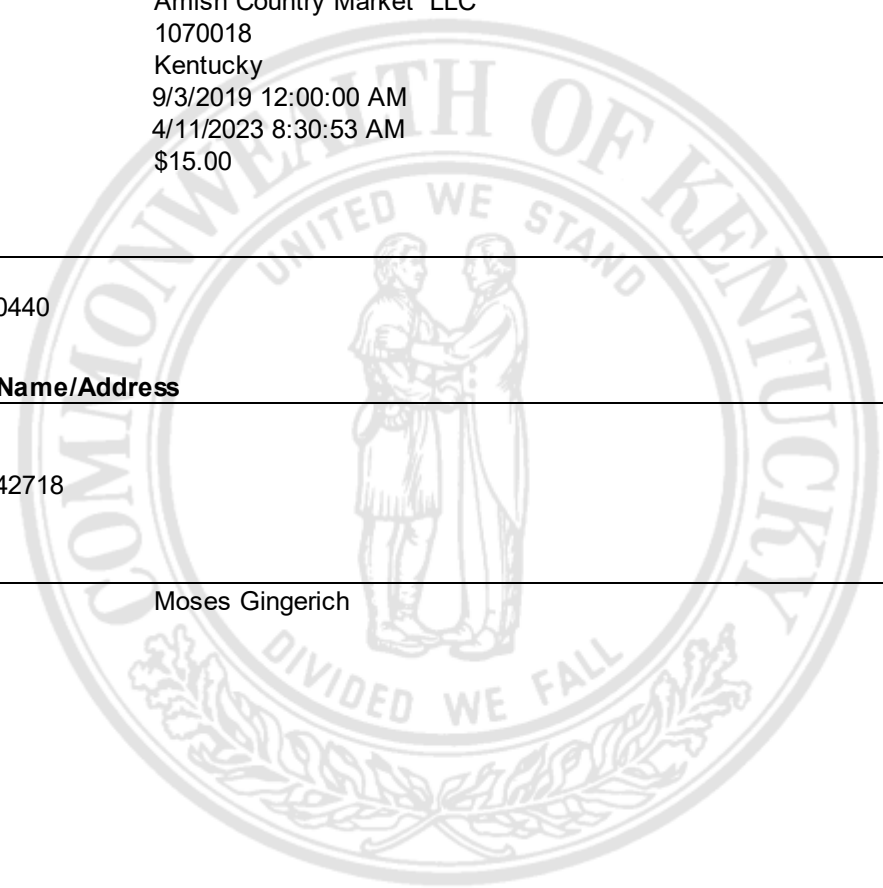 Amish Country Market LLC
1070018
Kentucky
9/3/2019 12:00:00 AM
4/11/2023 8:30:53 AM
$15.00
COMMONWEALTH OF KENTUCKY
UNITED WE STAND
0440
Name/Address
42718
Moses Gingerich
DIVIDED WE FALL